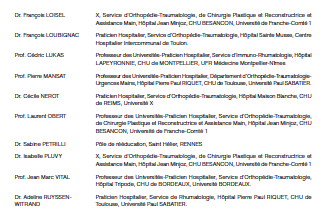 Dr. François LOISEL X, Service d'Orthopédie-Traumatologie, de Chirurgie Plastique et Reconstructrice et
Assistance Main, Hôpital Jean Minjoz, CHU BESANCON, Université de Franche-Comté 1
Dr. François LOUBIGNAC Praticien Hospitalier, Service d'Orthopédie-Traumatologie, Hôpital Sainte Musse, Centre
Hospitalier Intercommunal de Toulon.
Prof. Cédric LUKAS Professeur des Universités-Praticien Hospitalier, Service d'Immuno-Rhumatologie, Hôpital
LAPEYRONNIE, CHU de MONTPELLIER, UFR Médecine Montpellier-Nîmes
Prof. Pierre MANSAT Professeur des Universités-Praticien Hospitalier, Département d'Orthopédie-Traumatologie-
Urgences Mains, Hôpital Pierre Paul RIQUET, CHU de Toulouse, Université Paul SABATIER.
Dr. Cécile NEROT Praticien Hospitalier, Service d'Orthopédie-Traumatologie, Hôpital Maison Blanche, CHU
de REIMS, Université X
Prof. Laurent OBERT Professeur des Universités-Praticien Hospitalier, Service d'Orthopédie-Traumatologie,
de Chirurgie Plastique et Reconstructrice et Assistance Main, Hôpital Jean Minjoz, CHU
BESANCON, Université de Franche-Comté 1
Dr. Sabine PETRILLI Pôle de rééducation, Saint Hélier, RENNES
Dr. Isabelle PLUVY X, Service d'Orthopédie-Traumatologie, de Chirurgie Plastique et Reconstructrice et
Assistance Main, Hôpital Jean Minjoz, CHU BESANCON, Université de Franche-Comté 1
Prof. Jean Marc VITAL Professeur des Universités-Praticien Hospitalier, Service d'Orthopédie-Traumatologie,
Hôpital Tripode, CHU de BORDEAUX, Université BORDEAUX.
Dr. Adeline RUYSSEN-WITRAND Praticien Hospitalier, Service de Rhumatologie, Hôpital Pierre Paul RIQUET, CHU de
Toulouse, Université Paul SABATIER.